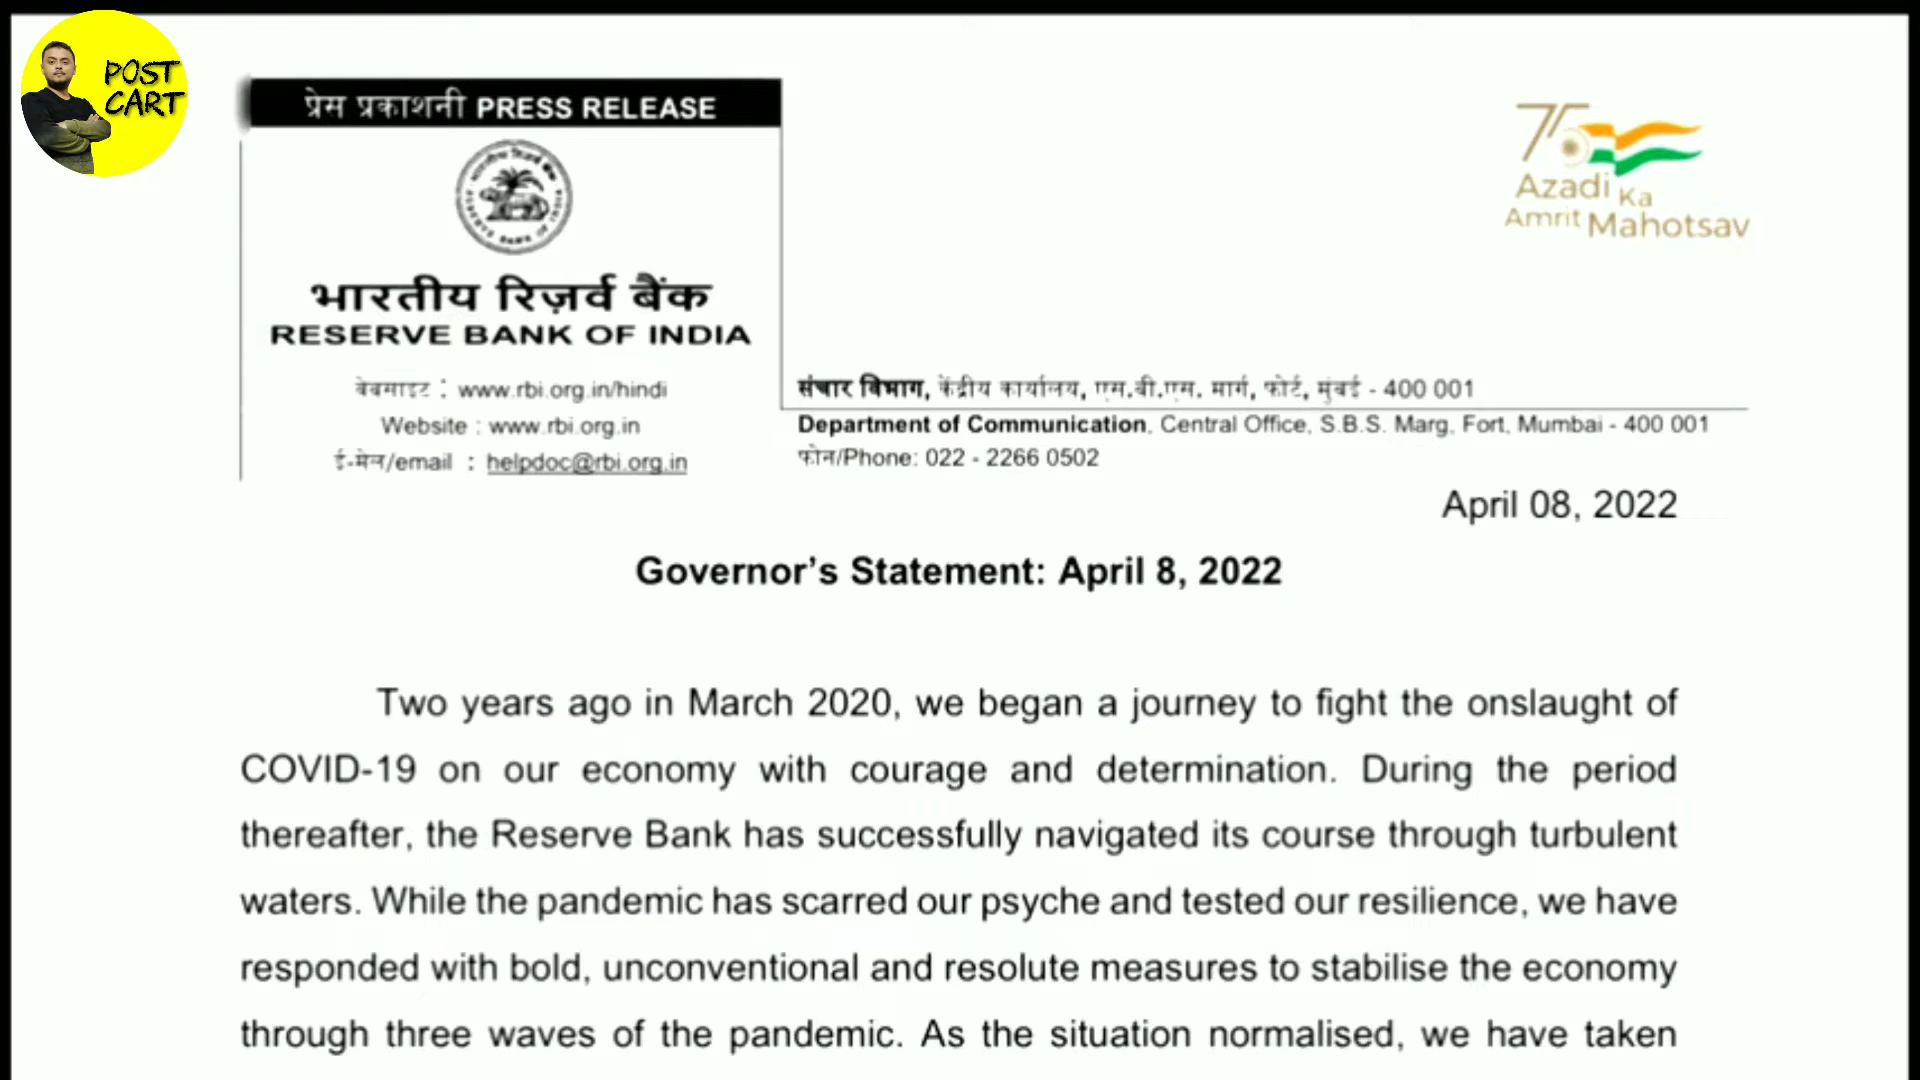 POST
CART
प्रेस प्रकाशनी PRESS RELEASE
75
Azadi Ka
Amrit Mahotsav
भारतीय रिज़र्व बैंक
RESERVE BANK OF INDIA
वेबसाइट : www.rbi.org.in/hindi
Website : www.rbi.org.in
ई-मेल/email : helpdoc@rbi.org.in
संचार विभाग, केंद्रीय कार्यालय, एस.बी.एस. मार्ग, फोर्ट, मुंबई - 400 001
Department of Communication, Central Office, S.B.S. Marg, Fort, Mumbai - 400 001
फोन/Phone: 022 - 2266 0502
April 08, 2022
Governor’s Statement: April 8, 2022
Two years ago in March 2020, we began a journey to fight the onslaught of
COVID-19 on our economy with courage and determination. During the period
thereafter, the Reserve Bank has successfully navigated its course through turbulent
waters. While the pandemic has scarred our psyche and tested our resilience, we have
responded with bold, unconventional and resolute measures to stabilise the economy
through three waves of the pandemic. As the situation normalised, we have taken